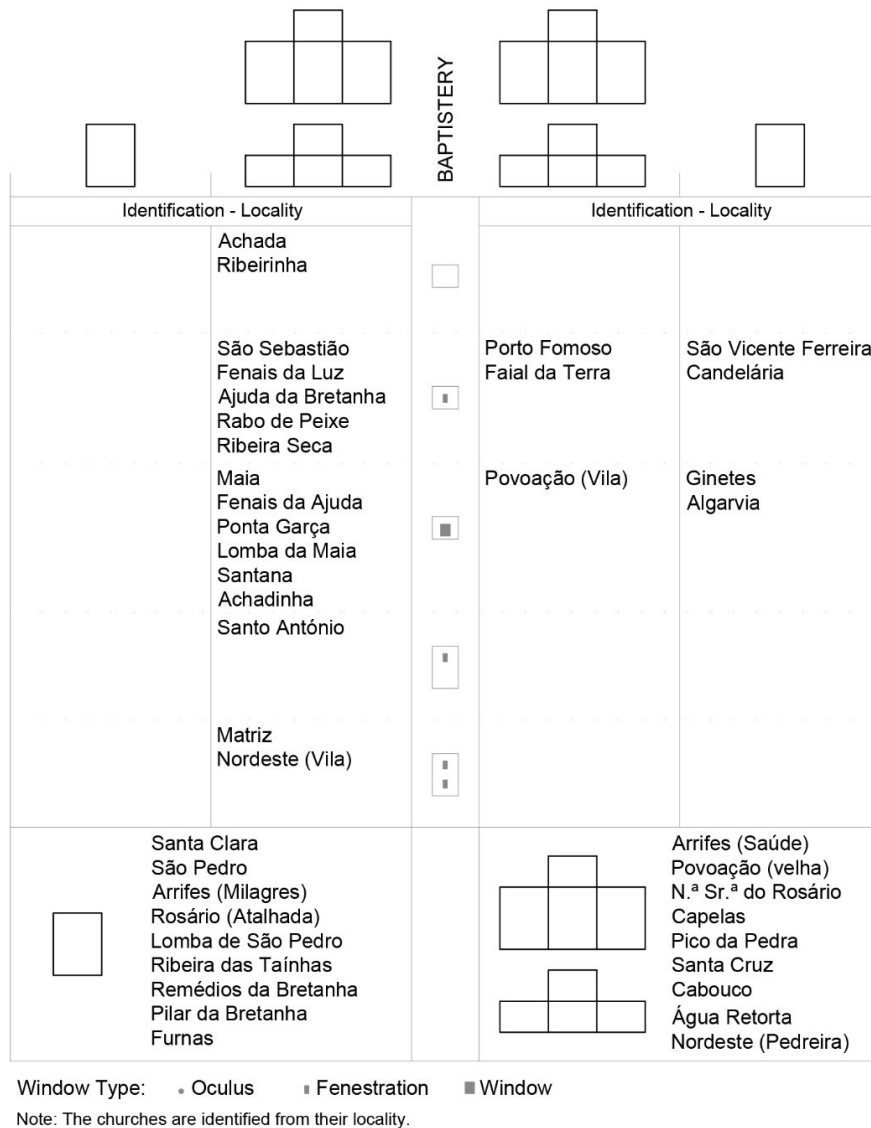 BAPTISTERY
Identification - Locality
Identification - Locality
Achada
Ribeirinha
São Sebastião
Fenais da Luz
Ajuda da Bretanha
Rabo de Peixe
Ribeira Seca
Porto Fomoso
Faial da Terra
São Vicente Ferreira
Candelária
Maia
Fenais da Ajuda
Ponta Garça
Lomba da Maia
Santana
Achadinha
Povoação (Vila)
Ginetes
Algarvia
Santo António
Matriz
Nordeste (Vila)
Santa Clara
São Pedro
Arrifes (Milagres)
Rosário (Atalhada)
Lomba de São Pedro
Ribeira das Taínhas
Remédios da Bretanha
Pilar da Bretanha
Furnas
Arrifes (Saúde)
Povoação (velha)
N.ª Sr.ª do Rosário
Capelas
Pico da Pedra
Santa Cruz
Cabouco
Água Retorta
Nordeste (Pedreira)
Window Type: Oculus Fenestration Window
Note: The churches are identified from their locality.